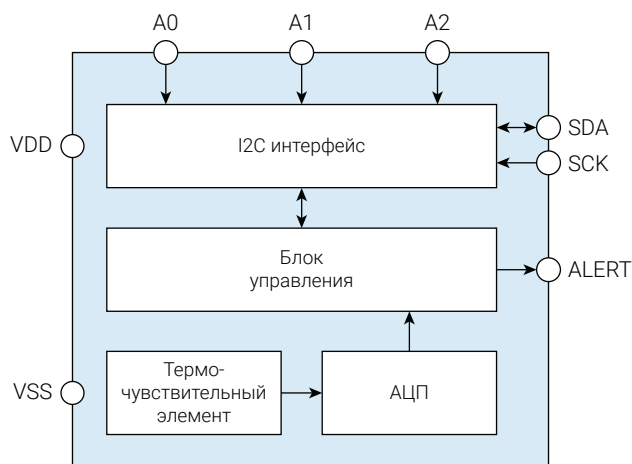 A0
A1
A2
VDD
I2C интерфейс
SDA
SCK
Блок
управления
ALERT
VSS
Термо-
чувствительный
элемент
АЦП